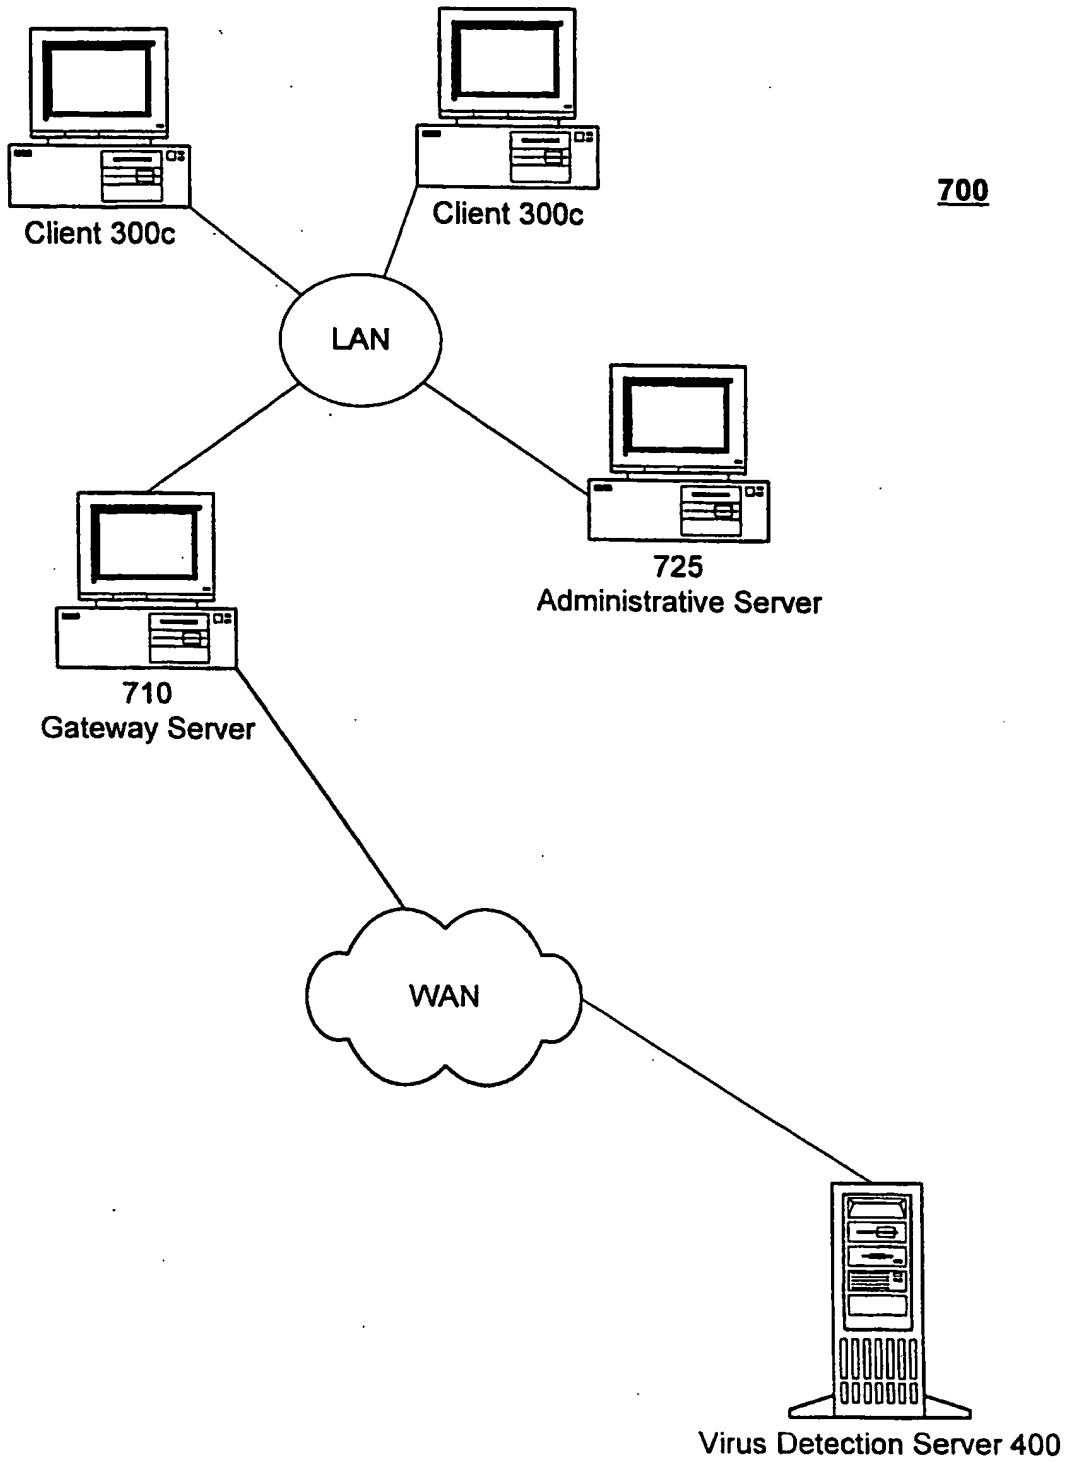 700
Client 300c
Client 300c
LAN
725
Administrative Server
710
Gateway Server
WAN
Virus Detection Server 400